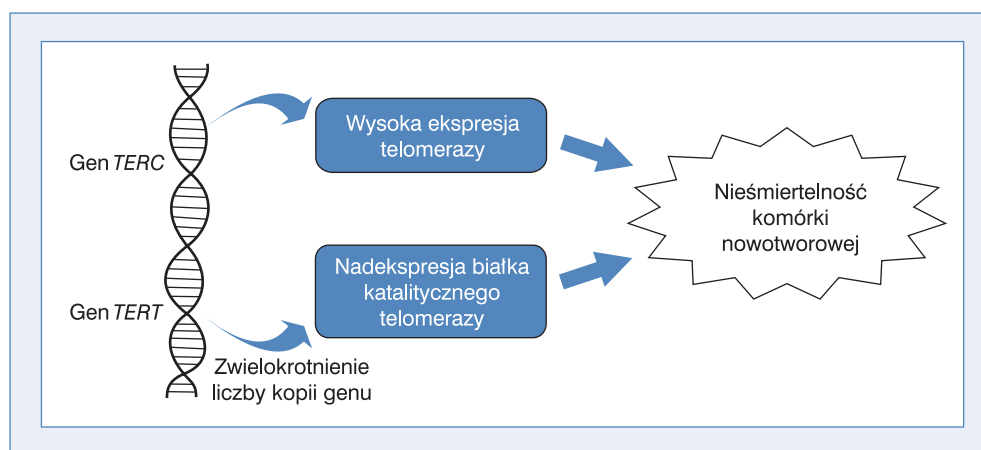 Gen TERC
Wysoka ekspresja
telomerazy
Nieśmiertelność
komórki
nowotworowej
Gen TERT
Nadekspresja białka
katalitycznego
telomerazy
Zwielokrotnienie
liczby kopii genu